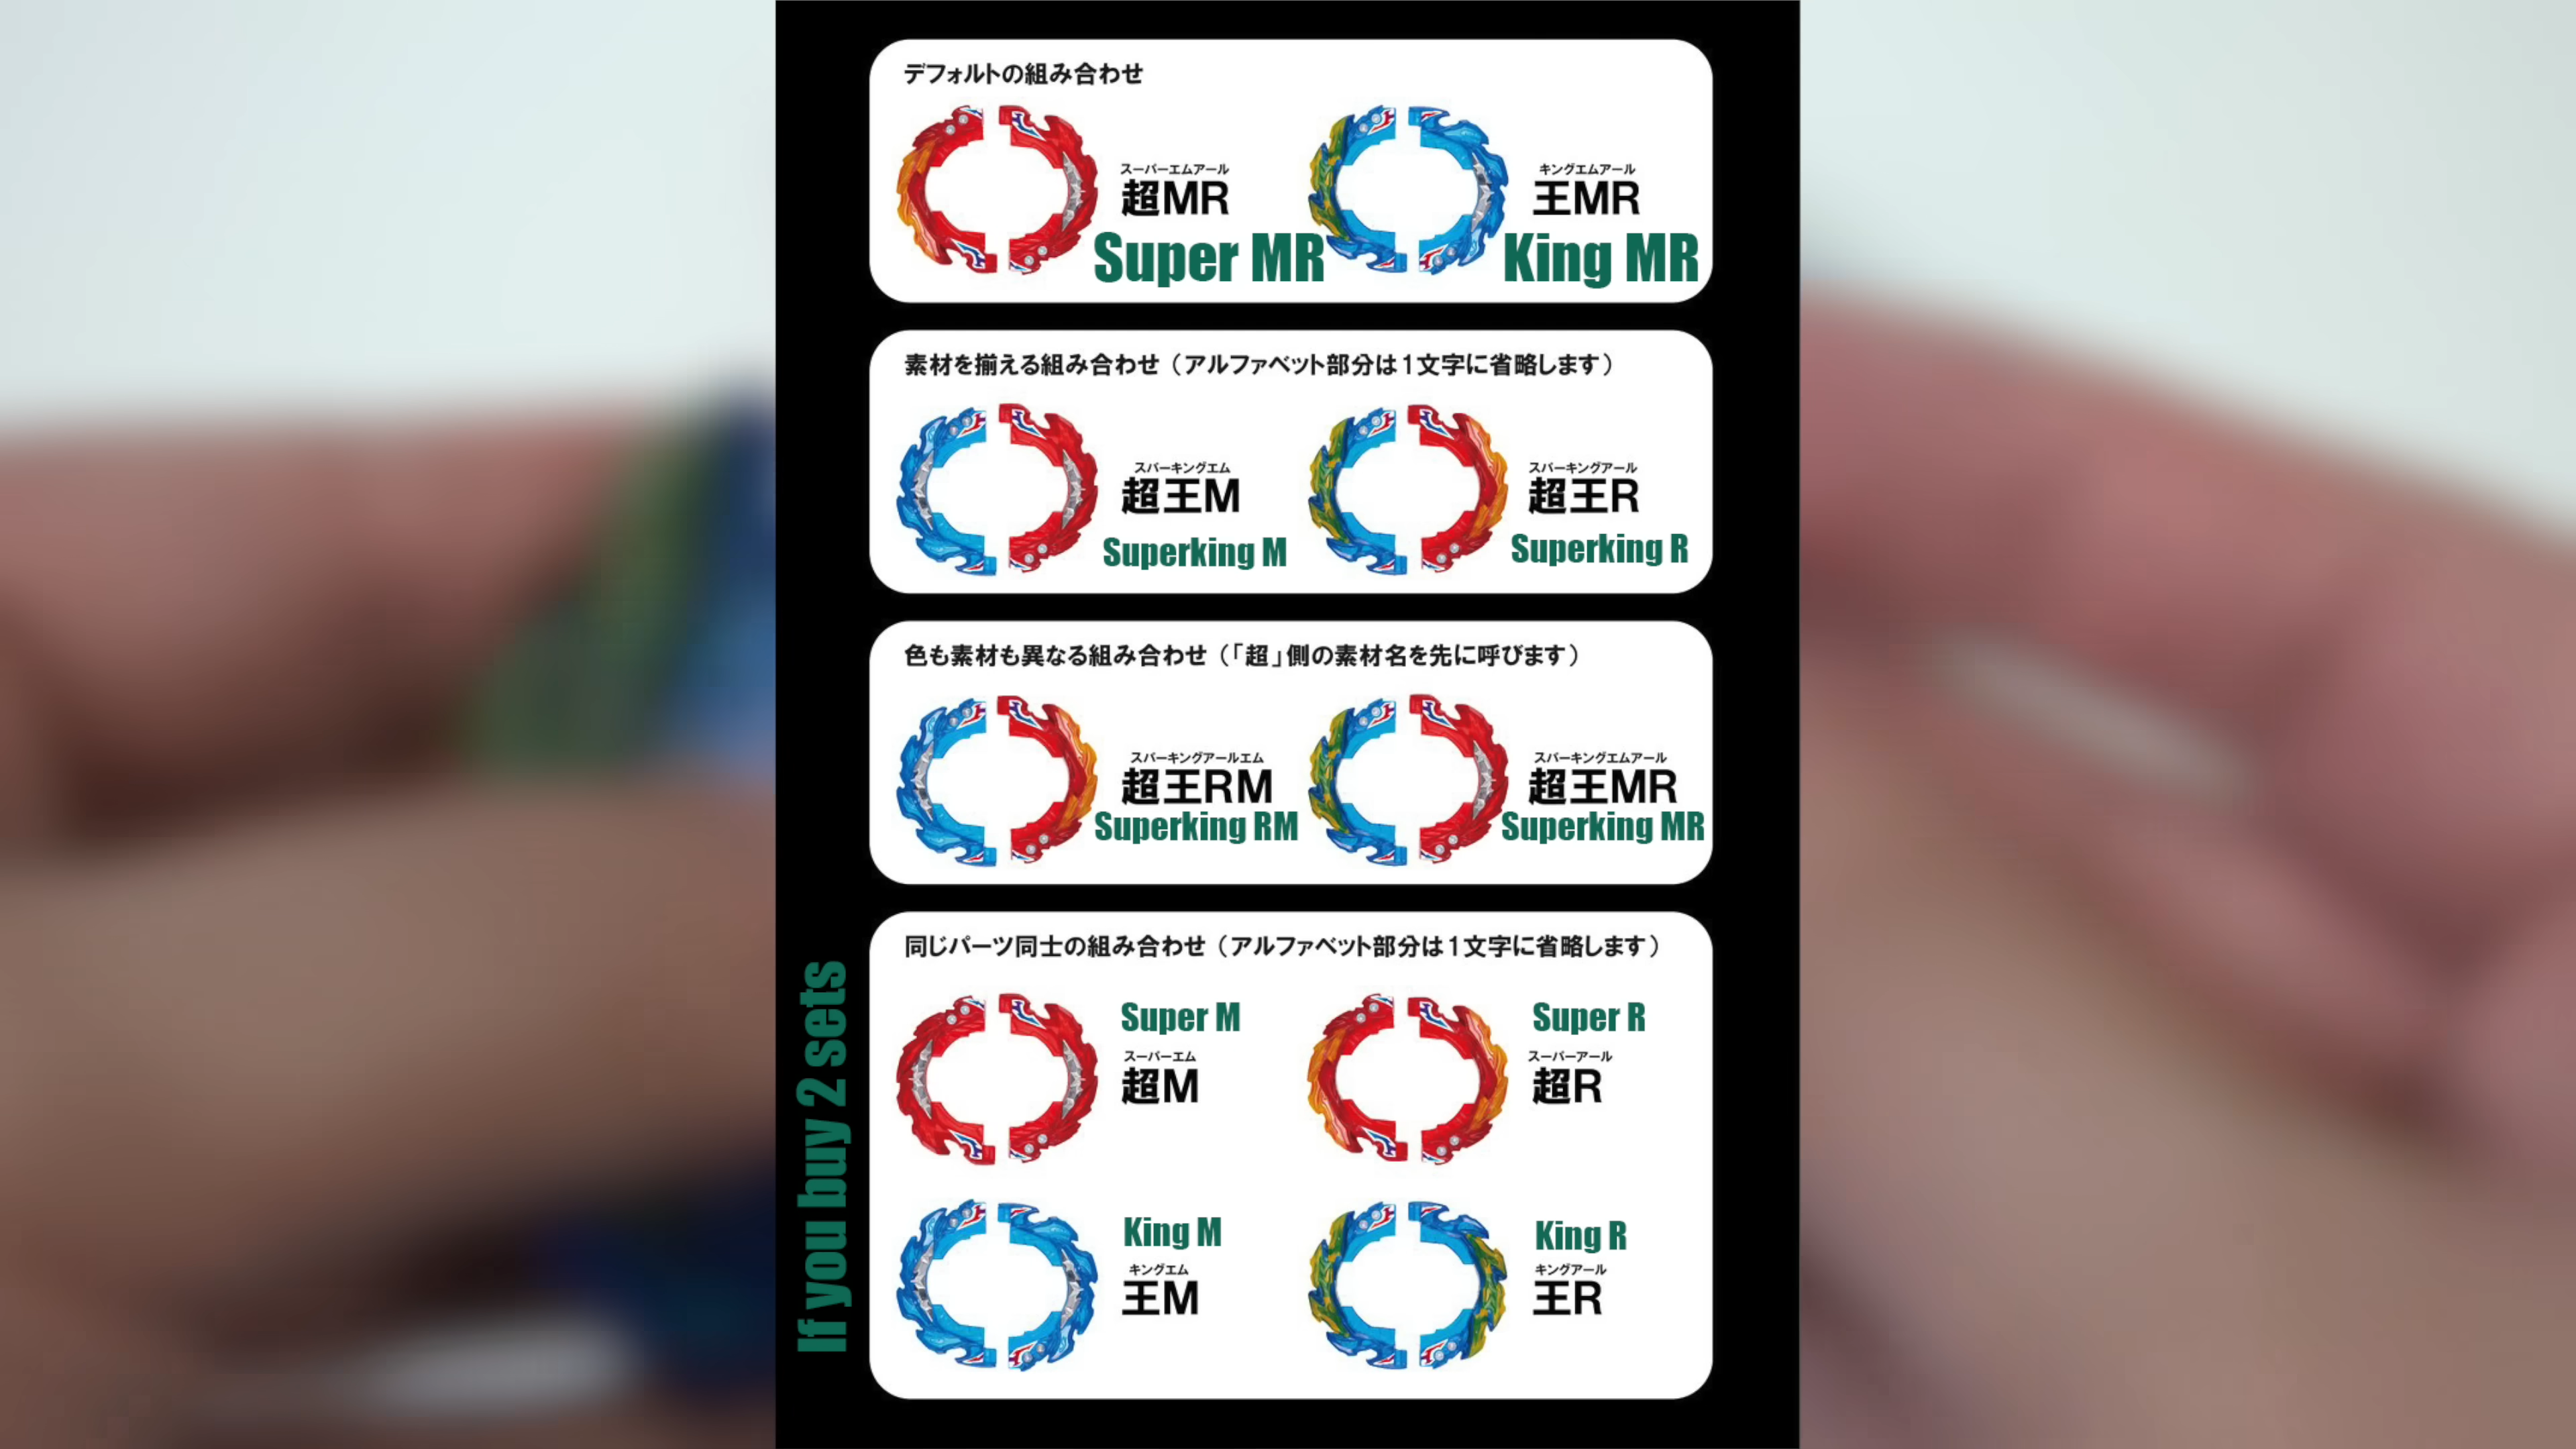 デフォルトの組み合わせ
スーパーエムアール
超MR
Super MR
キングエムアール
王MR
King MR
素材を揃える組み合わせ（アルファベット部分は1文字に省略します）
スパーキングエム
超王M
Superking M
スパーキングアール
超王R
Superking R
色も素材も異なる組み合わせ（「超」側の素材名を先に呼びます）
スパーキングアールエム
超王RM
Superking RM
スパーキングエムアール
超王MR
Superking MR
If you buy 2 sets
同じパーツ同士の組み合わせ（アルファベット部分は1文字に省略します）
Super M
スーパーエム
超M
Super R
スーパーアール
超R
King M
キングエム
王M
King R
キングアール
王R